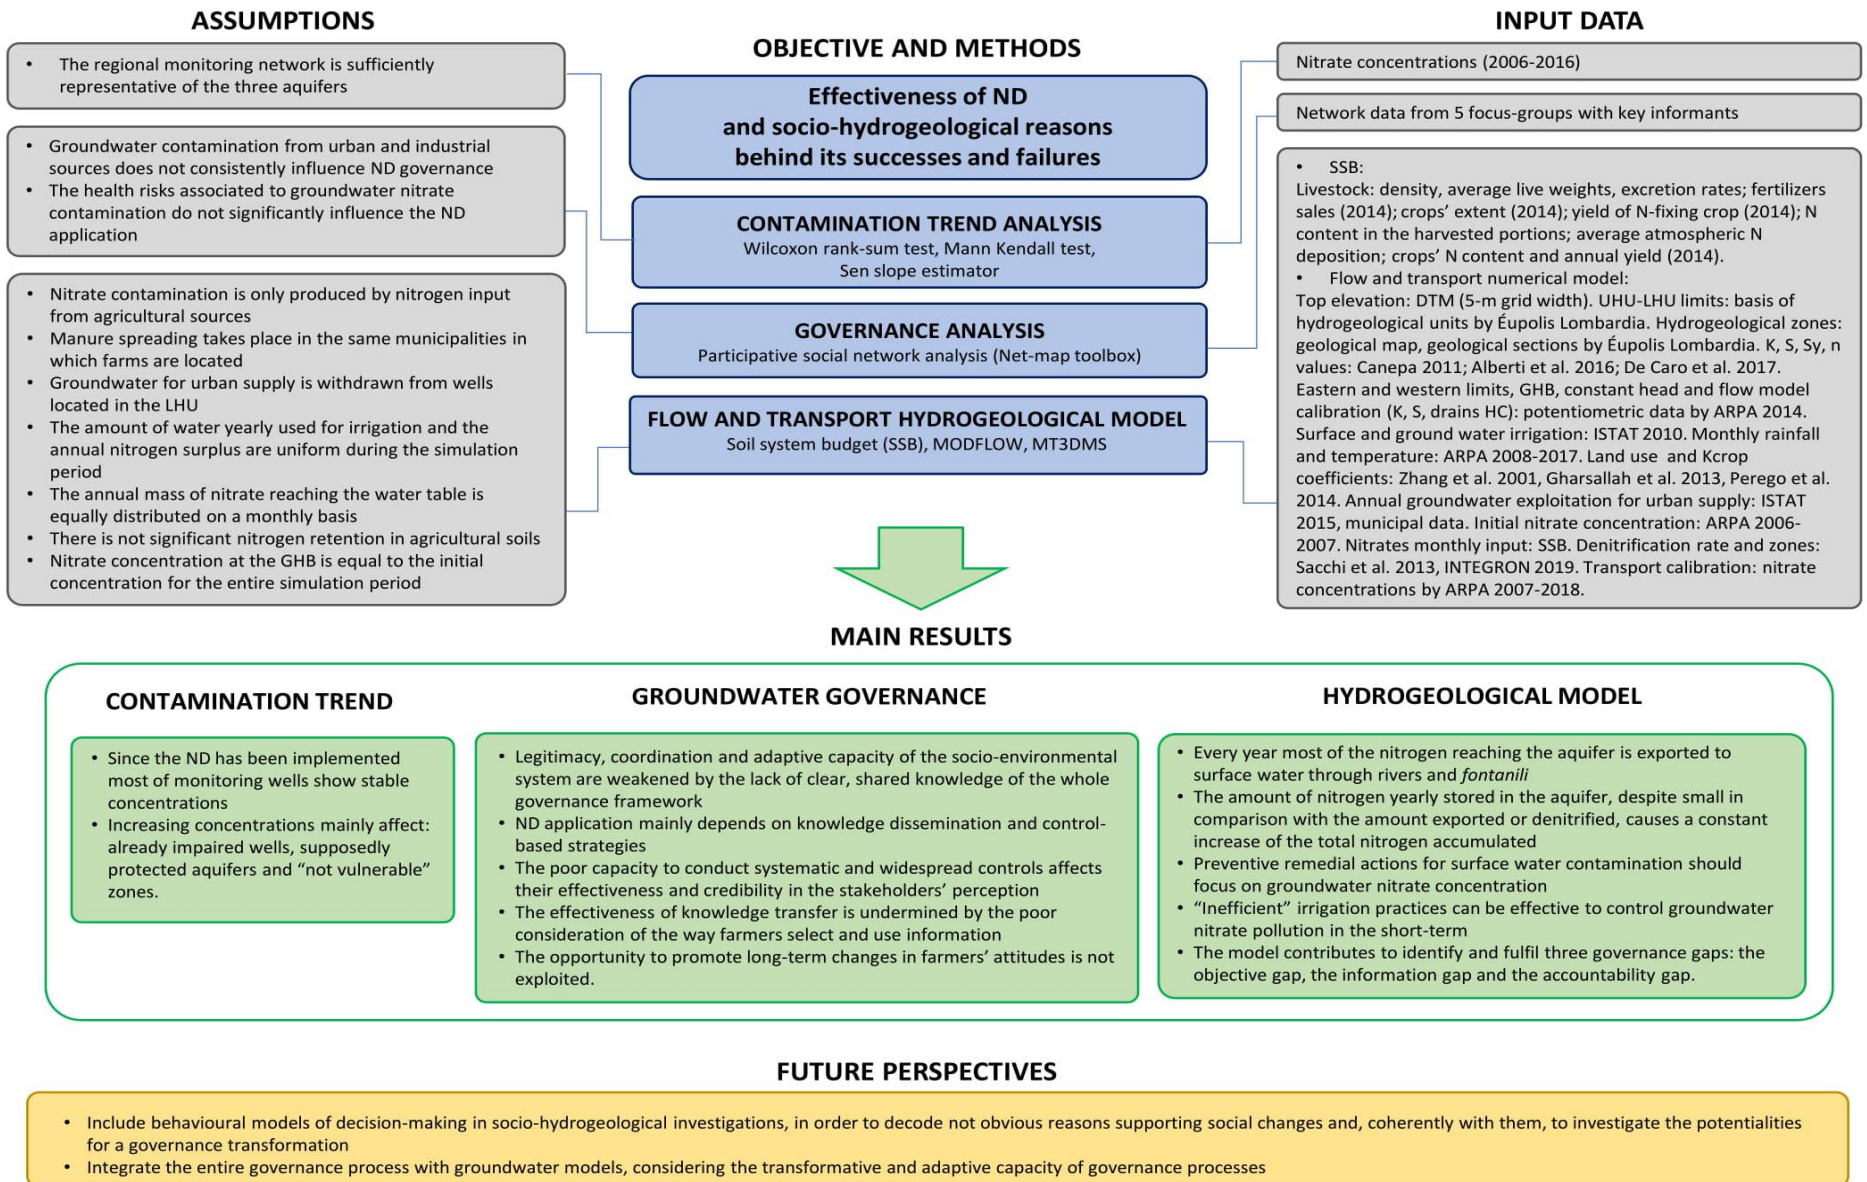 ASSUMPTIONS
• The regional monitoring network is sufficiently
representative of the three aquifers
• Groundwater contamination from urban and industrial
sources does not consistently influence ND governance
• The health risks associated to groundwater nitrate
contamination do not significantly influence the ND
application
• Nitrate contamination is only produced by nitrogen input
from agricultural sources
• Manure spreading takes place in the same municipalities in
which farms are located
• Groundwater for urban supply is withdrawn from wells
located in the LHU
• The amount of water yearly used for irrigation and the
annual nitrogen surplus are uniform during the simulation
period
• The annual mass of nitrate reaching the water table is
equally distributed on a monthly basis
• There is not significant nitrogen retention in agricultural soils
• Nitrate concentration at the GHB is equal to the initial
concentration for the entire simulation period
OBJECTIVE AND METHODS
Effectiveness of ND
and socio-hydrogeological reasons
behind its successes and failures
CONTAMINATION TREND ANALYSIS
Wilcoxon rank-sum test, Mann Kendall test,
Sen slope estimator
GOVERNANCE ANALYSIS
Participative social network analysis (Net-map toolbox)
FLOW AND TRANSPORT HYDROGEOLOGICAL MODEL
Soil system budget (SSB), MODFLOW, MT3DMS
INPUT DATA
Nitrate concentrations (2006-2016)
Network data from 5 focus-groups with key informants
• SSB:
Livestock: density, average live weights, excretion rates; fertilizers
sales (2014); crops’ extent (2014); yield of N-fixing crop (2014); N
content in the harvested portions; average atmospheric N
deposition; crops’ N content and annual yield (2014).
• Flow and transport numerical model:
Top elevation: DTM (5-m grid width). UHU-LHU limits: basis of
hydrogeological units by Éupolis Lombardia. Hydrogeological zones:
geological map, geological sections by Éupolis Lombardia. K, S, Sy, n
values: Canepa 2011; Alberti et al. 2016; De Caro et al. 2017.
Eastern and western limits, GHB, constant head and flow model
calibration (K, S, drains HC): potentiometric data by ARPA 2014.
Surface and ground water irrigation: ISTAT 2010. Monthly rainfall
and temperature: ARPA 2008-2017. Land use and Kcrop
coefficients: Zhang et al. 2001, Gharsallah et al. 2013, Perego et al.
2014. Annual groundwater exploitation for urban supply: ISTAT
2015, municipal data. Initial nitrate concentration: ARPA 2006-
2007. Nitrates monthly input: SSB. Denitrification rate and zones:
Sacchi et al. 2013, INTEGRON 2019. Transport calibration: nitrate
concentrations by ARPA 2007-2018.
MAIN RESULTS
CONTAMINATION TREND
• Since the ND has been implemented
most of monitoring wells show stable
concentrations
• Increasing concentrations mainly affect:
already impaired wells, supposedly
protected aquifers and “not vulnerable”
zones.
GROUNDWATER GOVERNANCE
• Legitimacy, coordination and adaptive capacity of the socio-environmental
system are weakened by the lack of clear, shared knowledge of the whole
governance framework
• ND application mainly depends on knowledge dissemination and control-
based strategies
• The poor capacity to conduct systematic and widespread controls affects
their effectiveness and credibility in the stakeholders’ perception
• The effectiveness of knowledge transfer is undermined by the poor
consideration of the way farmers select and use information
• The opportunity to promote long-term changes in farmers’ attitudes is not
exploited.
HYDROGEOLOGICAL MODEL
• Every year most of the nitrogen reaching the aquifer is exported to
surface water through rivers and fontanili
• The amount of nitrogen yearly stored in the aquifer, despite small in
comparison with the amount exported or denitrified, causes a constant
increase of the total nitrogen accumulated
• Preventive remedial actions for surface water contamination should
focus on groundwater nitrate concentration
• “Inefficient” irrigation practices can be effective to control groundwater
nitrate pollution in the short-term
• The model contributes to identify and fulfil three governance gaps: the
objective gap, the information gap and the accountability gap.
FUTURE PERSPECTIVES
• Include behavioural models of decision-making in socio-hydrogeological investigations, in order to decode not obvious reasons supporting social changes and, coherently with them, to investigate the potentialities
for a governance transformation
• Integrate the entire governance process with groundwater models, considering the transformative and adaptive capacity of governance processes